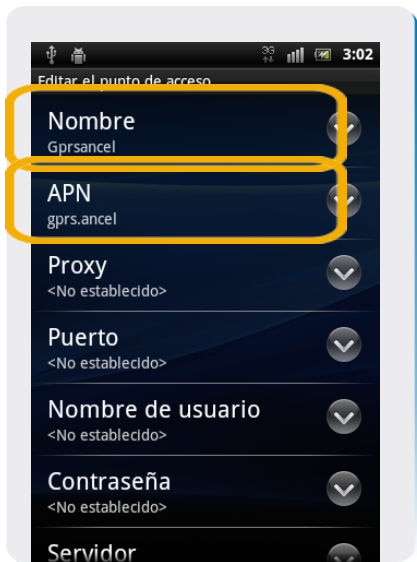 3G
3:02
Editar el punto de acceso
Nombre
Gprsancel
APN
gprs.ancel
Proxy
<No establecido>
Puerto
<No establecido>
Nombre de usuario
<No establecido>
Contraseña
<No establecido>
Servidor